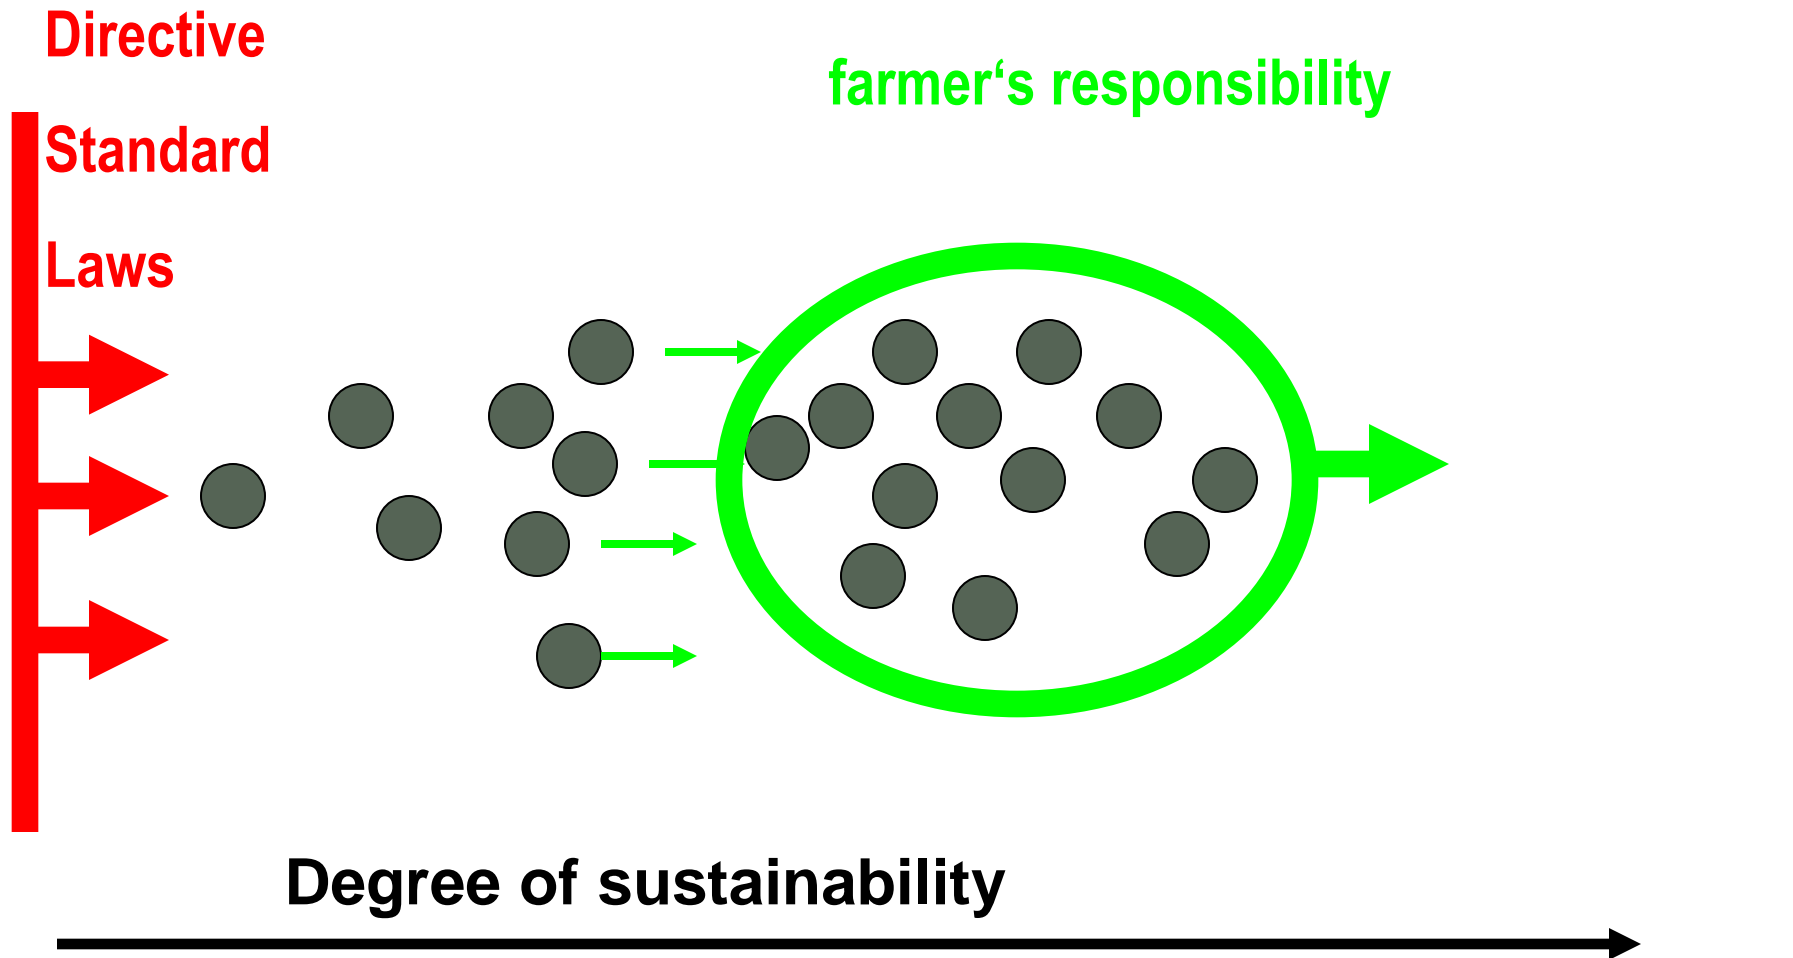 Directive
Standard
Laws
farmer‘s responsibility
Degree of sustainability